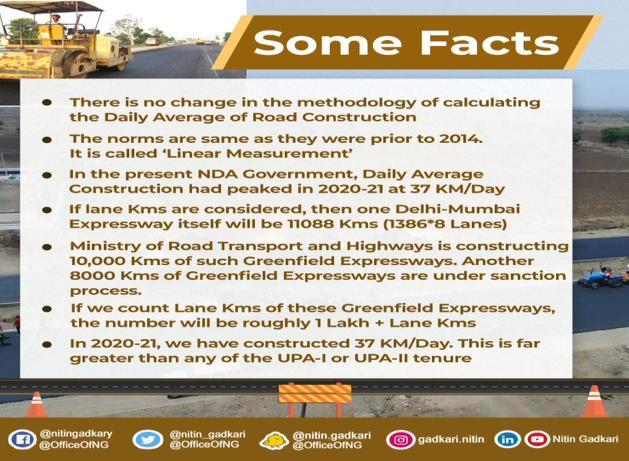 Some Facts
• There is no change in the methodology of calculating
the Daily Average of Road Construction
• The norms are same as they were prior to 2014.
It is called ‘Linear Measurement’
• In the present NDA Government, Daily Average
Construction had peaked in 2020-21 at 37 KM/Day
• If lane Kms are considered, then one Delhi-Mumbai
Expressway itself will be 11088 Kms (1386*8 Lanes)
• Ministry of Road Transport and Highways is constructing
10,000 Kms of such Greenfield Expressways. Another
8000 Kms of Greenfield Expressways are under sanction
process.
• If we count Lane Kms of these Greenfield Expressways,
the number will be roughly 1 Lakh + Lane Kms
• In 2020-21, we have constructed 37 KM/Day. This is far
greater than any of the UPA-I or UPA-II tenure
@nitingadkary
@OfficeOfNG
@nitin_gadkari
@OfficeOfNG
@nitin.gadkari
@OfficeOfNG
gadkari.nitin
Nitin Gadkari